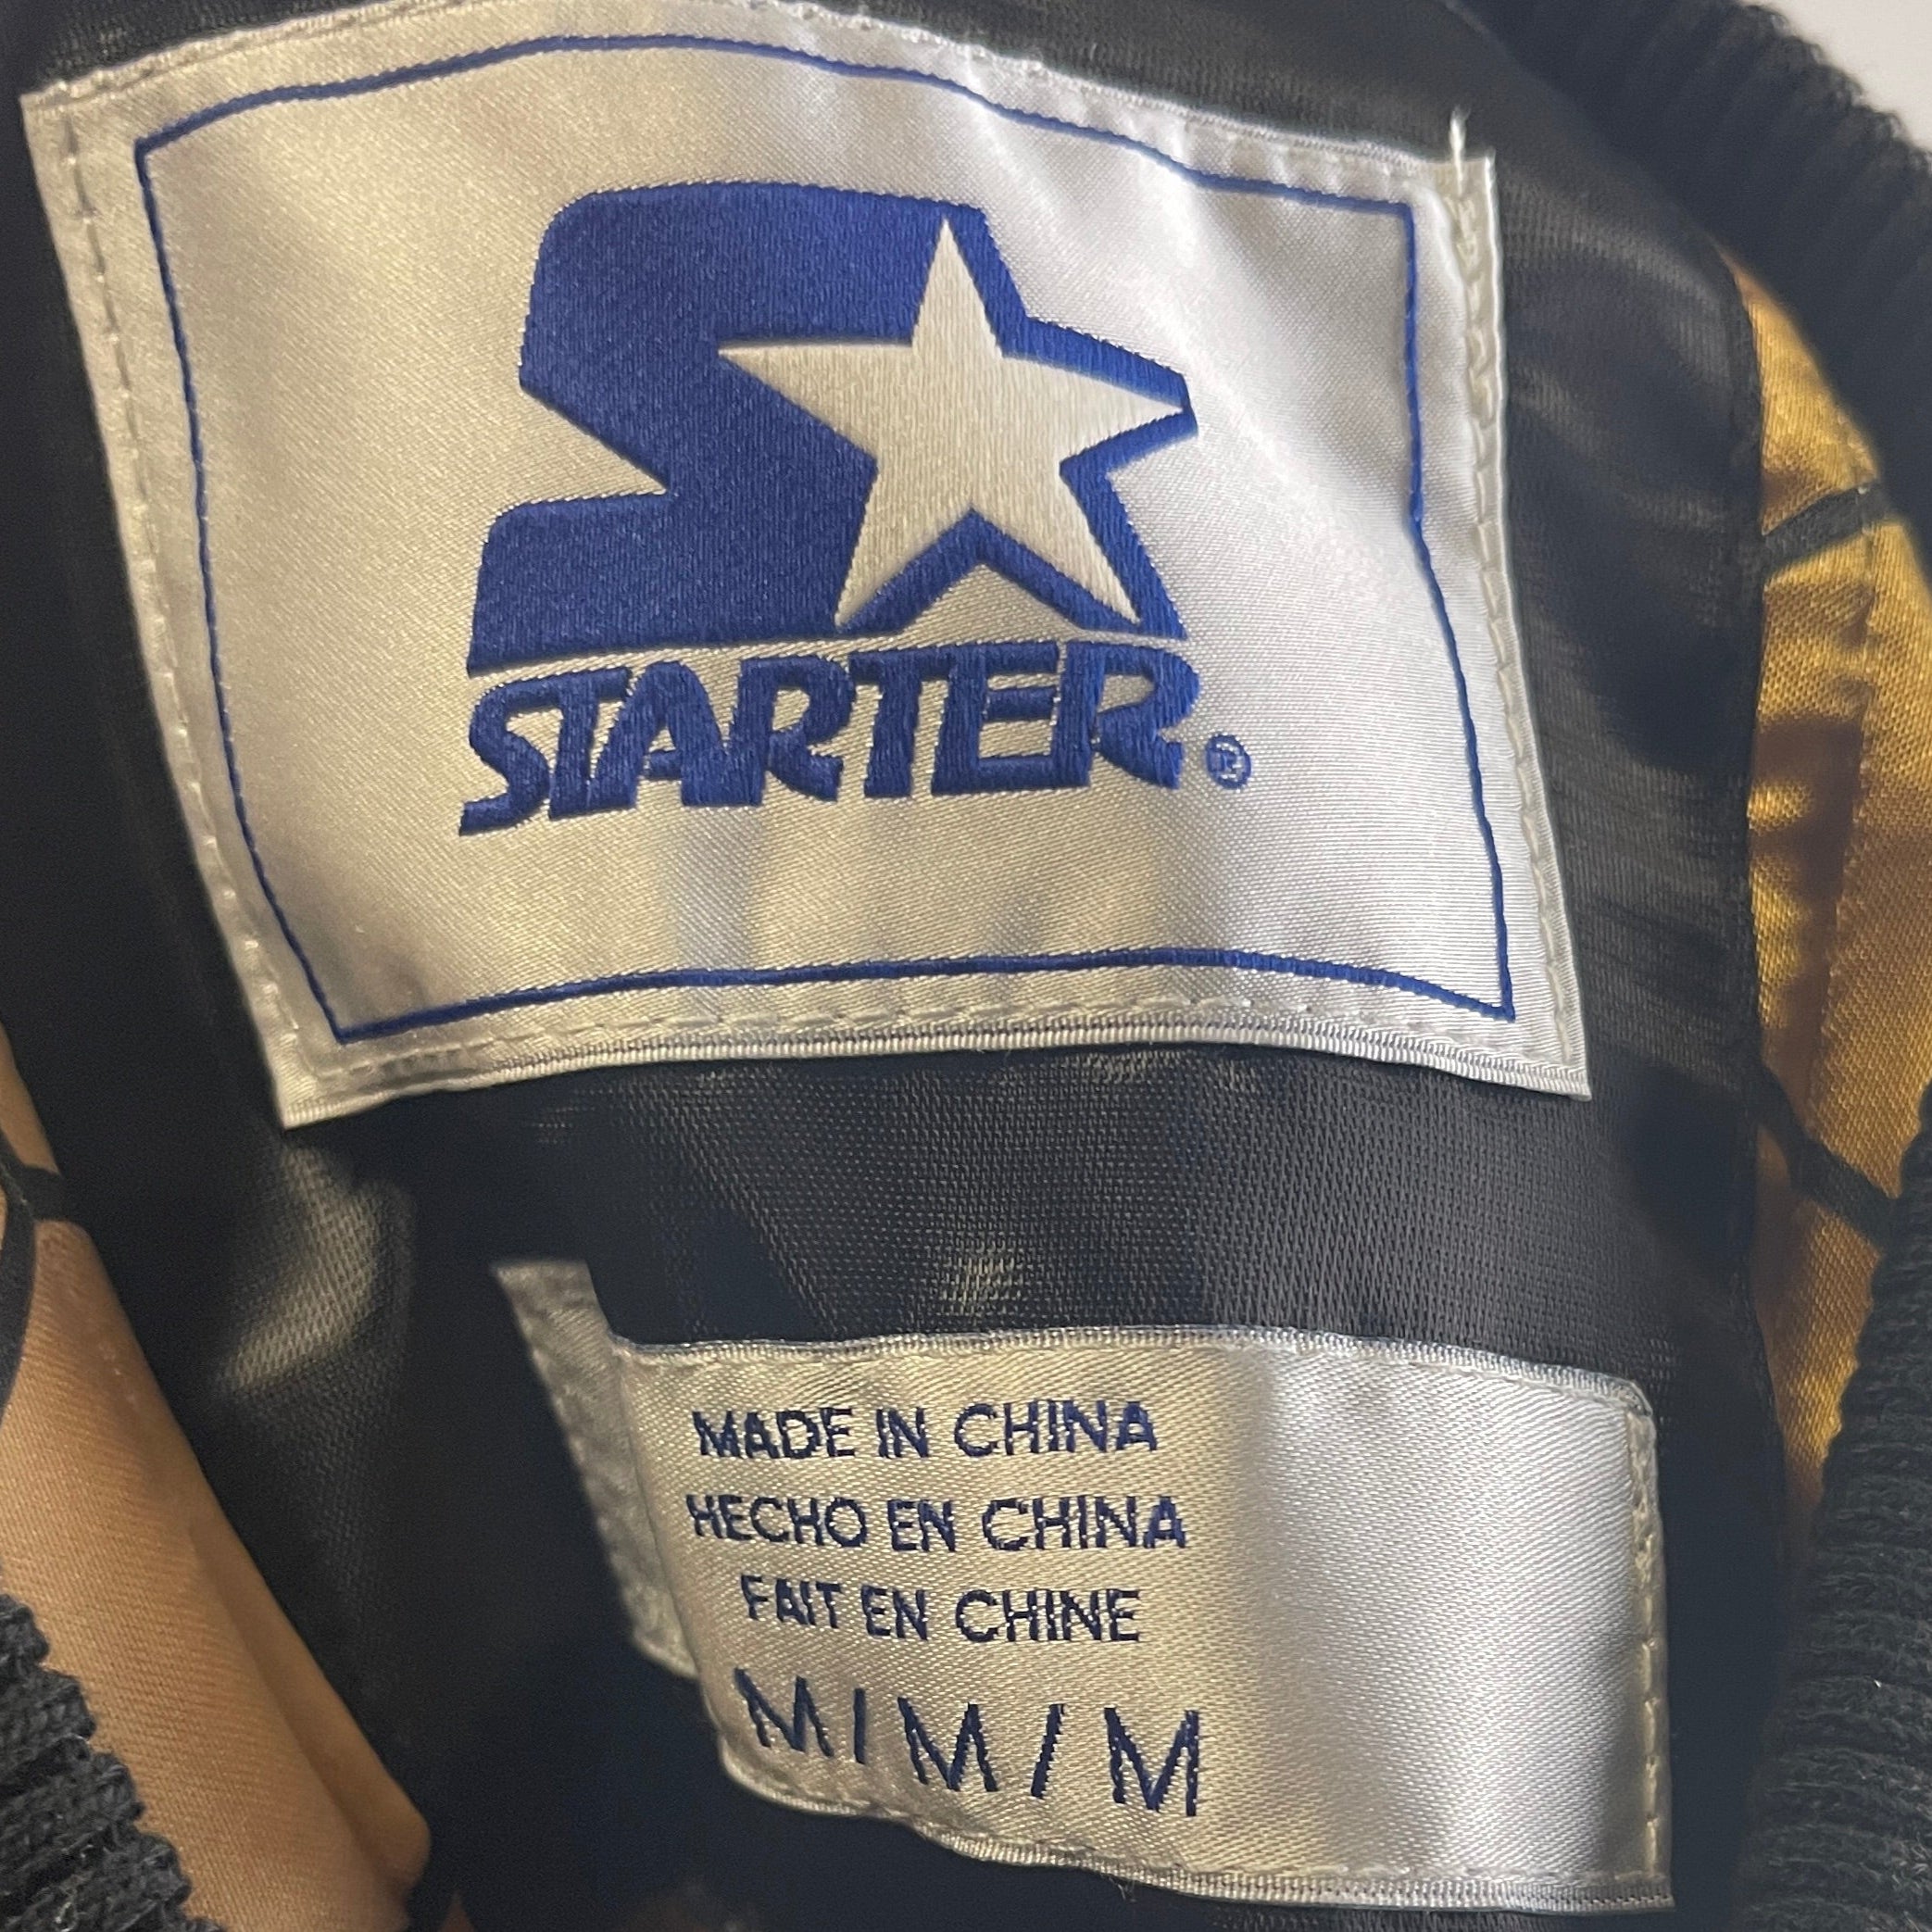 STARTER®
MADE IN CHINA
HECHO EN CHINA
FAIT EN CHINE
M / M / M